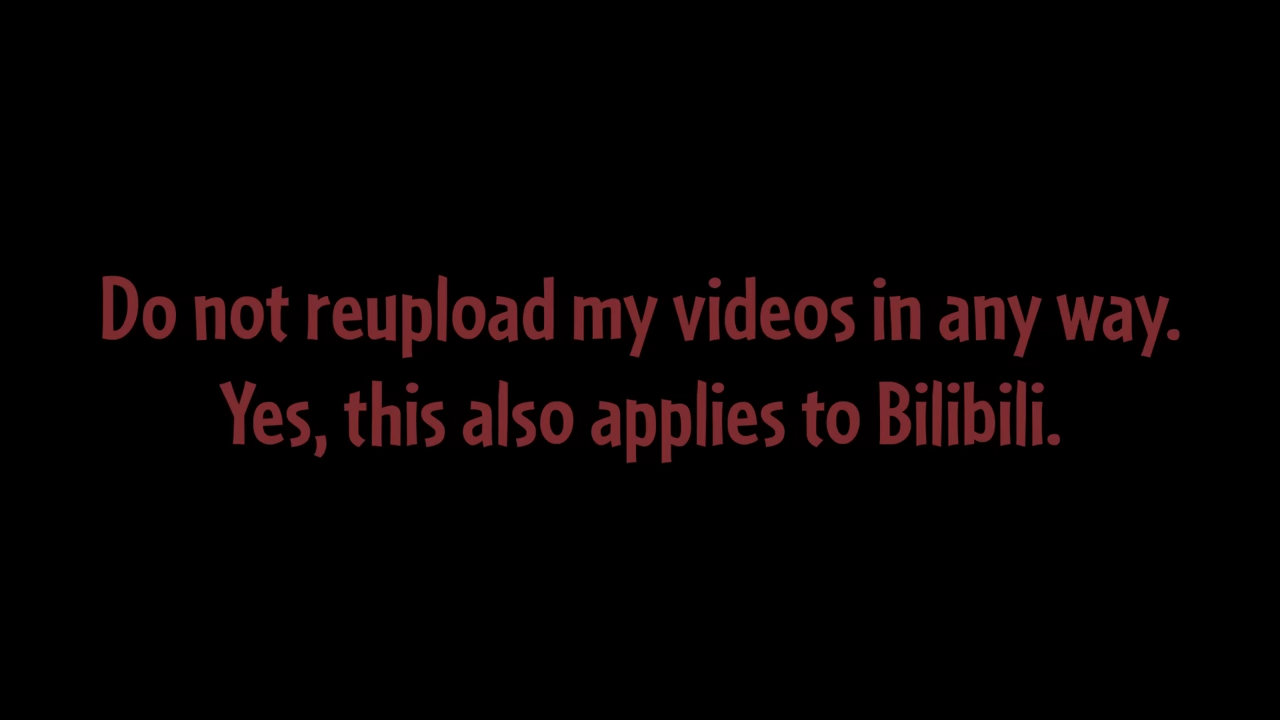 Do not reupload my videos in any way.
Yes, this also applies to Bilibili.